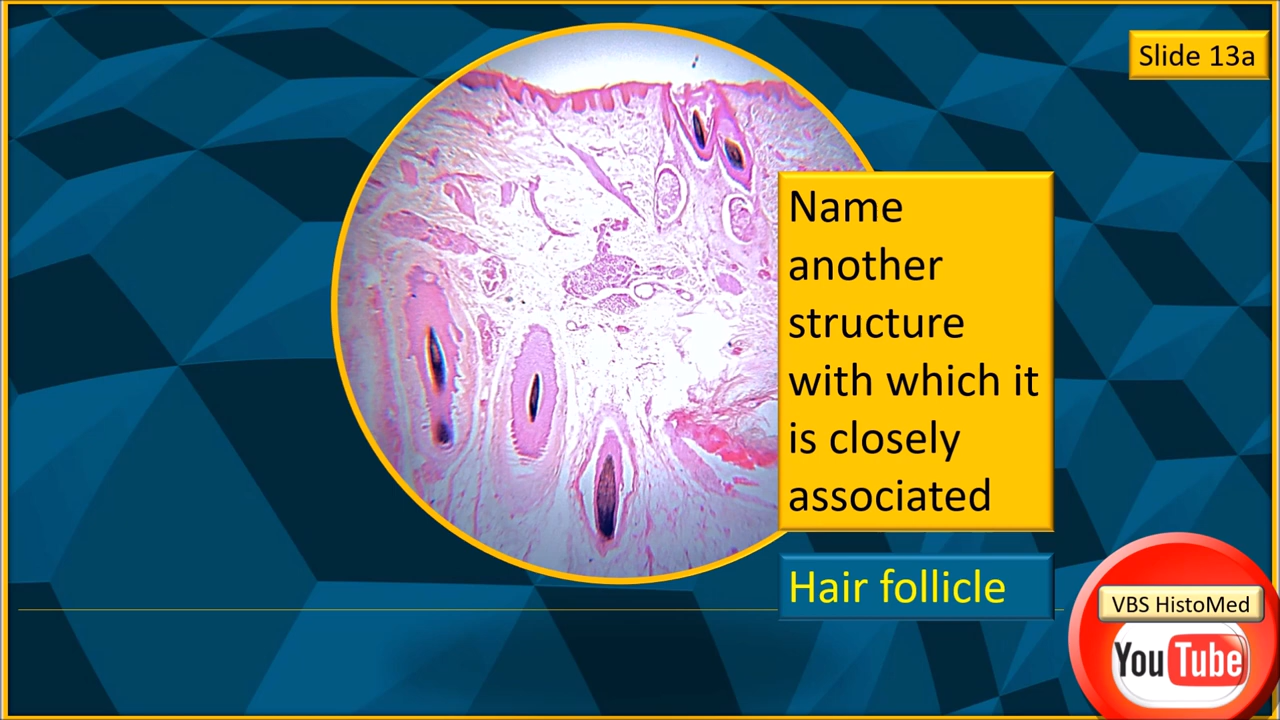 Slide 13a
Name
another
structure
with which it
is closely
associated
Hair follicle
VBS HistoMed
YouTube